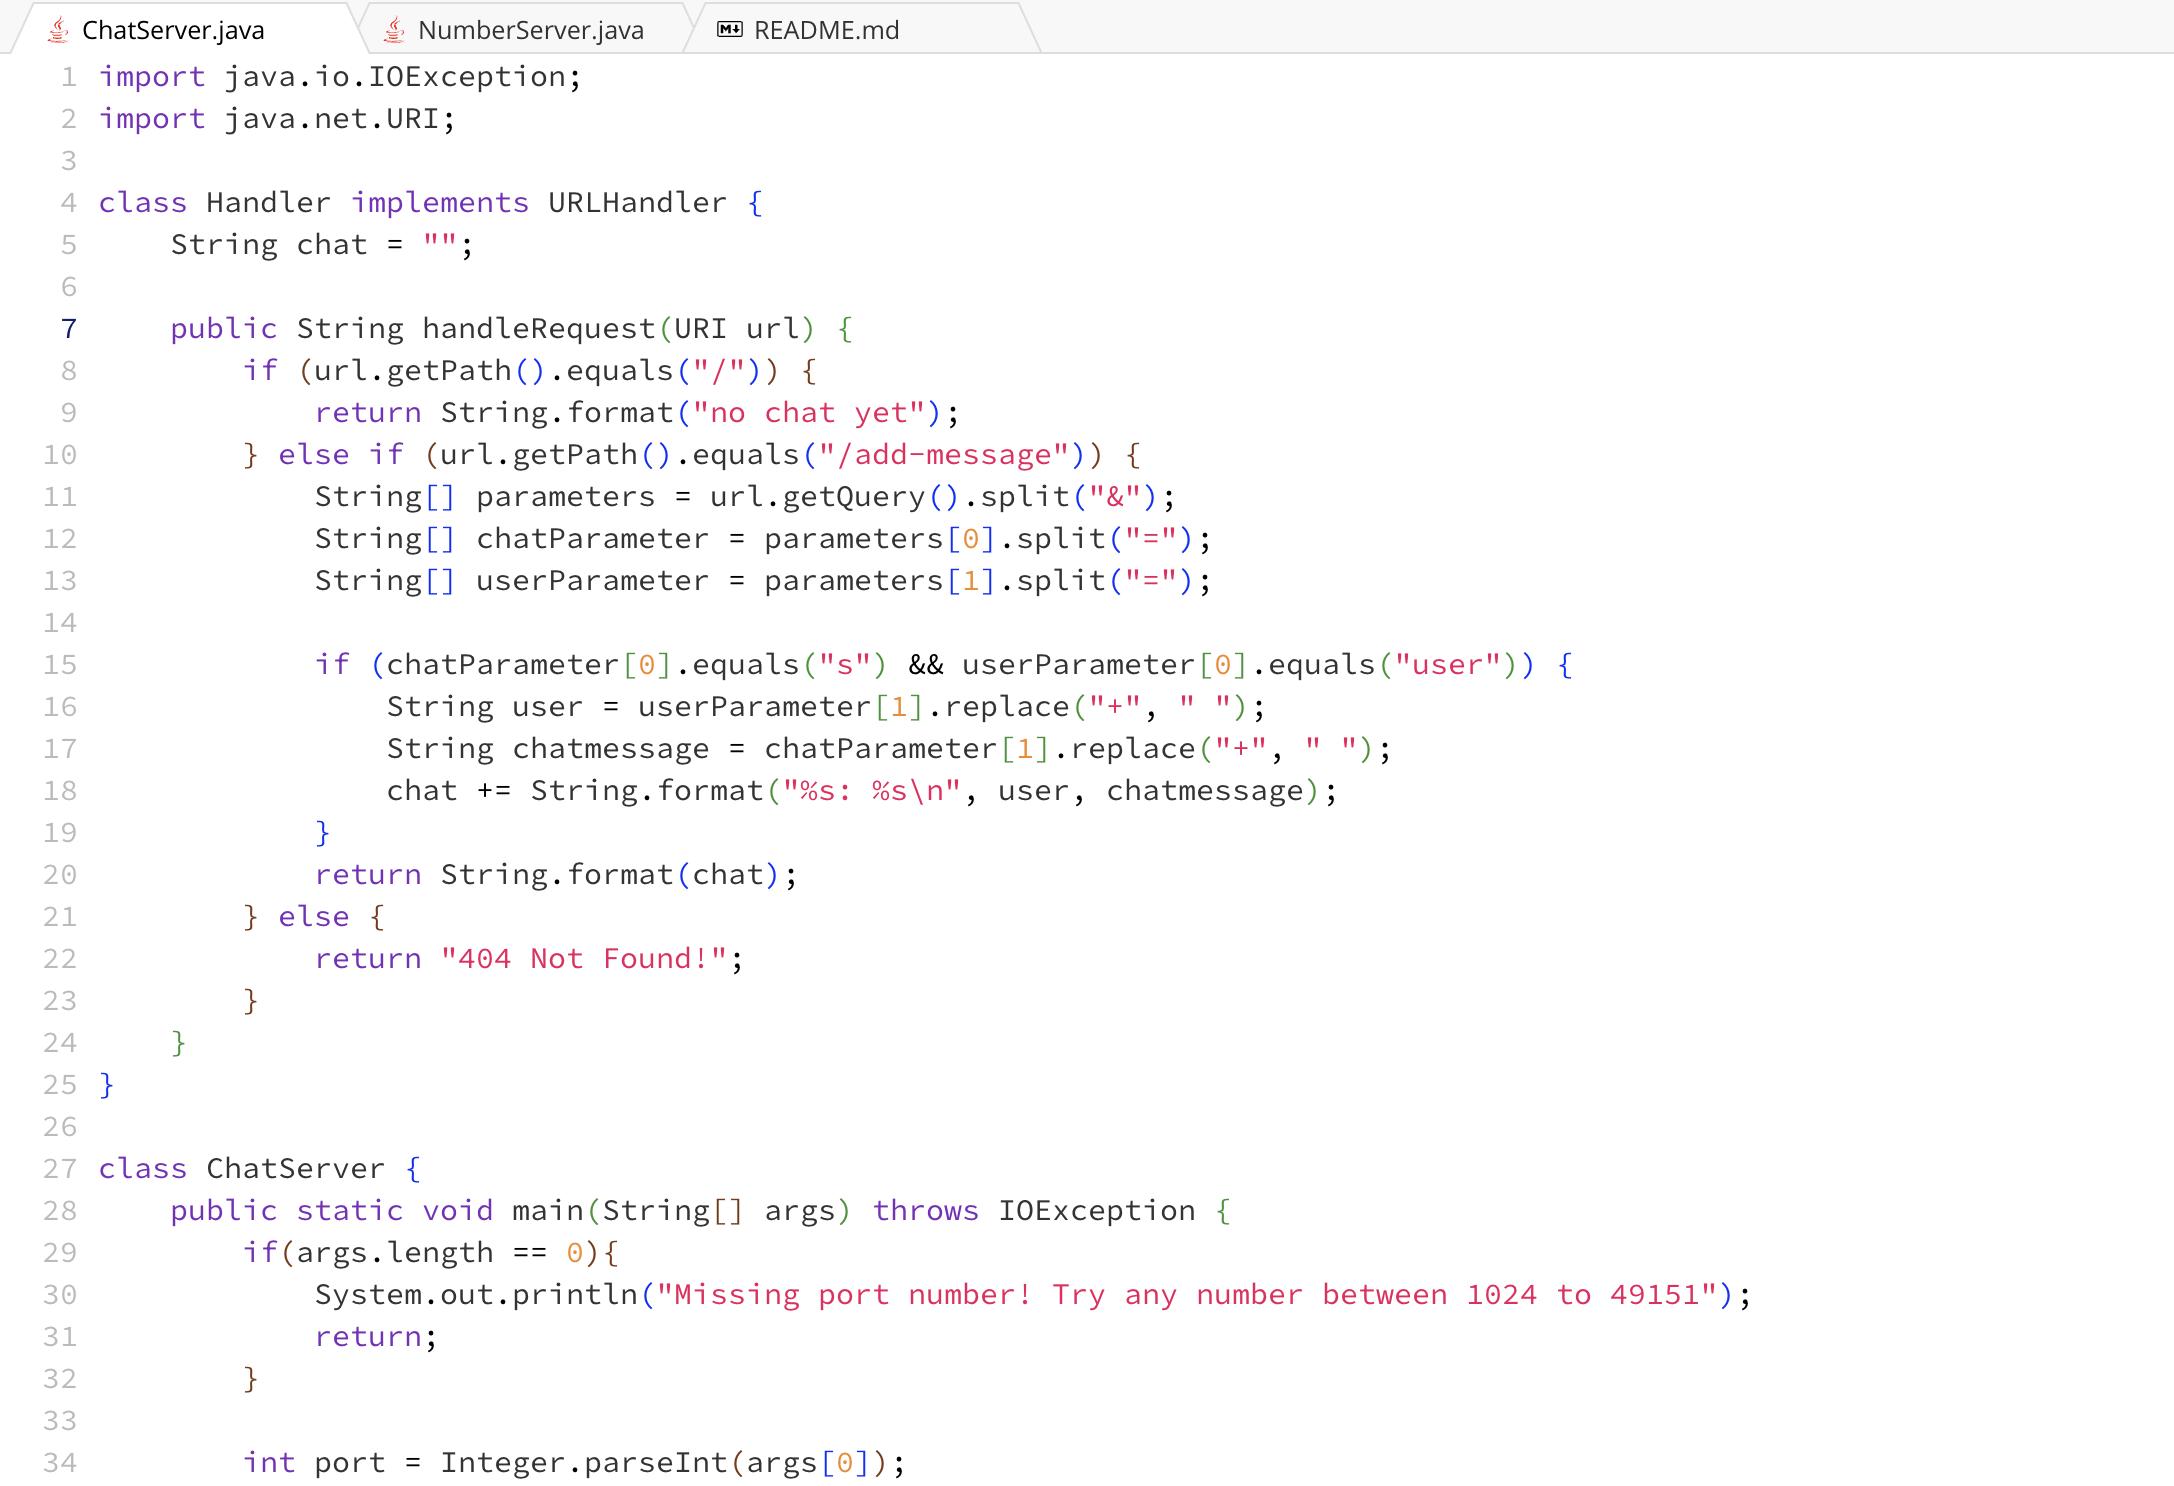 ChatServer.java NumberServer.java README.md
1 import java.io.IOException;
2 import java.net.URI;
3
4 class Handler implements URLHandler {
5     String chat = "";
6
7     public String handleRequest(URI url) {
8         if (url.getPath().equals("/")) {
9             return String.format("no chat yet");
10         } else if (url.getPath().equals("/add-message")) {
11             String[] parameters = url.getQuery().split("&");
12             String[] chatParameter = parameters[0].split("=");
13             String[] userParameter = parameters[1].split("=");
14
15             if (chatParameter[0].equals("s") && userParameter[0].equals("user")) {
16                 String user = userParameter[1].replace("+", " ");
17                 String chatmessage = chatParameter[1].replace("+", " ");
18                 chat += String.format("%s: %s\n", user, chatmessage);
19             }
20             return String.format(chat);
21         } else {
22             return "404 Not Found!";
23         }
24     }
25 }
26
27 class ChatServer {
28     public static void main(String[] args) throws IOException {
29         if(args.length == 0){
30             System.out.println("Missing port number! Try any number between 1024 to 49151");
31             return;
32         }
33
34         int port = Integer.parseInt(args[0]);